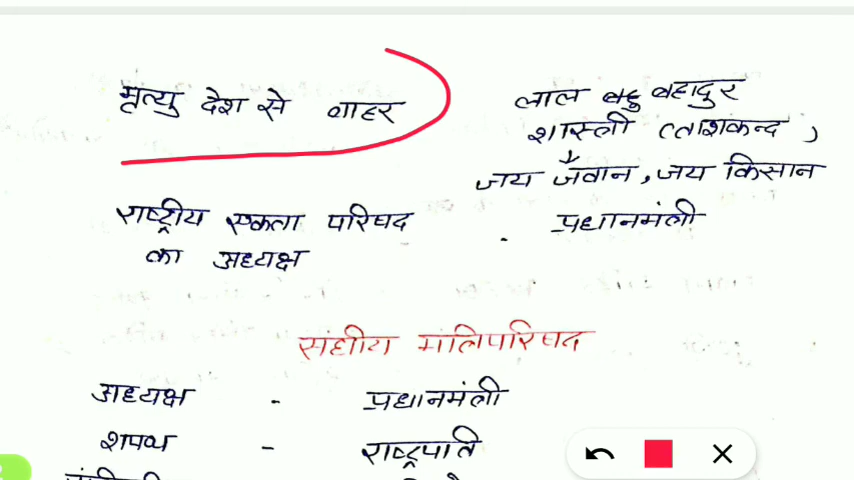 मृत्यु देश से बाहर
लाल बहादुर
शास्त्री (ताशकन्द)
जय जवान, जय किसान
राष्ट्रीय एकता परिषद
का अध्यक्ष
प्रधानमंत्री
संघीय मंत्रिपरिषद
अध्यक्ष - प्रधानमंत्री
शपथ - राष्ट्रपति